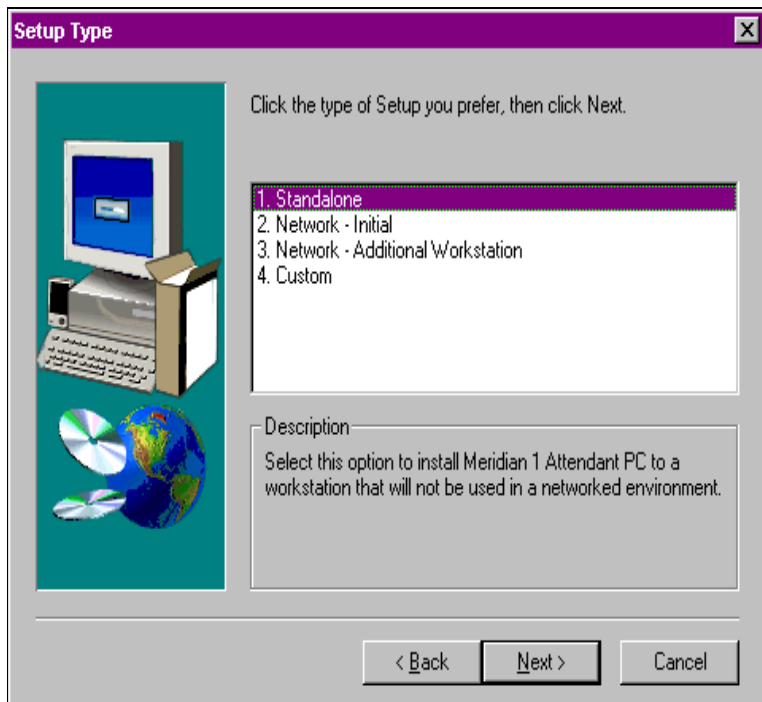 Setup Type
Click the type of Setup you prefer, then click Next.
1. Standalone
2. Network - Initial
3. Network - Additional Workstation
4. Custom
Description
Select this option to install Meridian 1 Attendant PC to a
workstation that will not be used in a networked environment.
< Back
Next >
Cancel